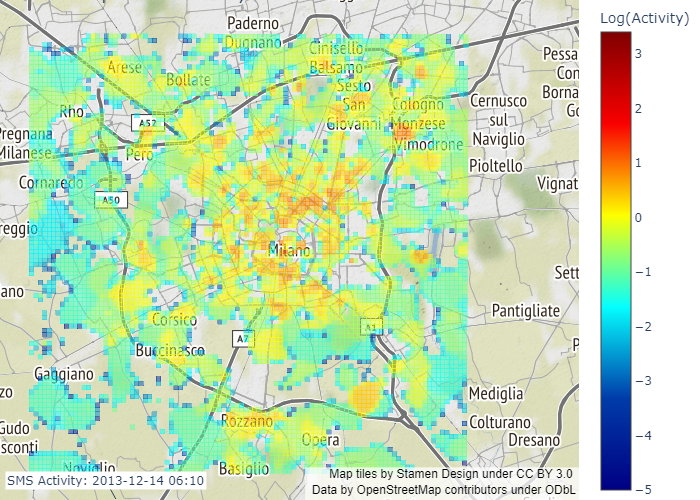 Log(Activity)
Paderno
Dugnano
Cinisello
Balsamo
Arese
Bollate
Sesto
San
Giovanni
Cologno
Monzese
Vimodrone
Cernusco
sul
Naviglio
Pioltello
Rho
A52
Pregnana
Milanese
Pero
Cornaredo
A50
Vignat
reggio
Milano
Sett
ano
Pantigliate
Corsico
A1
A7
Buccinasco
Gaggiano
Mediglia
Rozzano
Colturano
Dresano
Opera
Gudo
sconti
Noviglio
Basiglio
Pessa
Con
Borna
Go
3
2
1
0
−1
−2
−3
−4
−5
SMS Activity: 2013-12-14 06:10
Map tiles by Stamen Design under CC BY 3.0
Data by OpenStreetMap contributors under ODbL